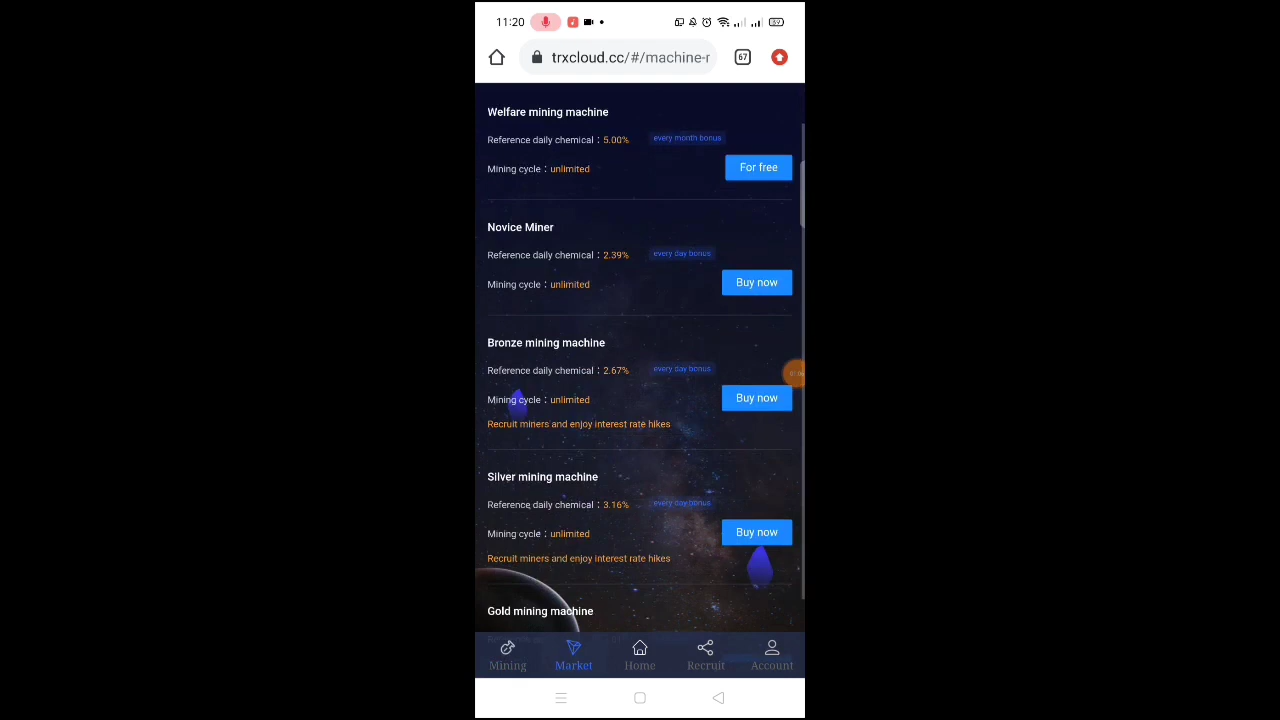 11:20
trxcloud.cc/#/machine-r
67
Welfare mining machine
Reference daily chemical：5.00%
every month bonus
Mining cycle：unlimited
For free
Novice Miner
Reference daily chemical：2.39%
every day bonus
Mining cycle：unlimited
Buy now
Bronze mining machine
Reference daily chemical：2.67%
every day bonus
Mining cycle：unlimited
Buy now
Recruit miners and enjoy interest rate hikes
Silver mining machine
Reference daily chemical：3.16%
every day bonus
Mining cycle：unlimited
Buy now
Recruit miners and enjoy interest rate hikes
Gold mining machine
Mining
Market
Home
Recruit
Account